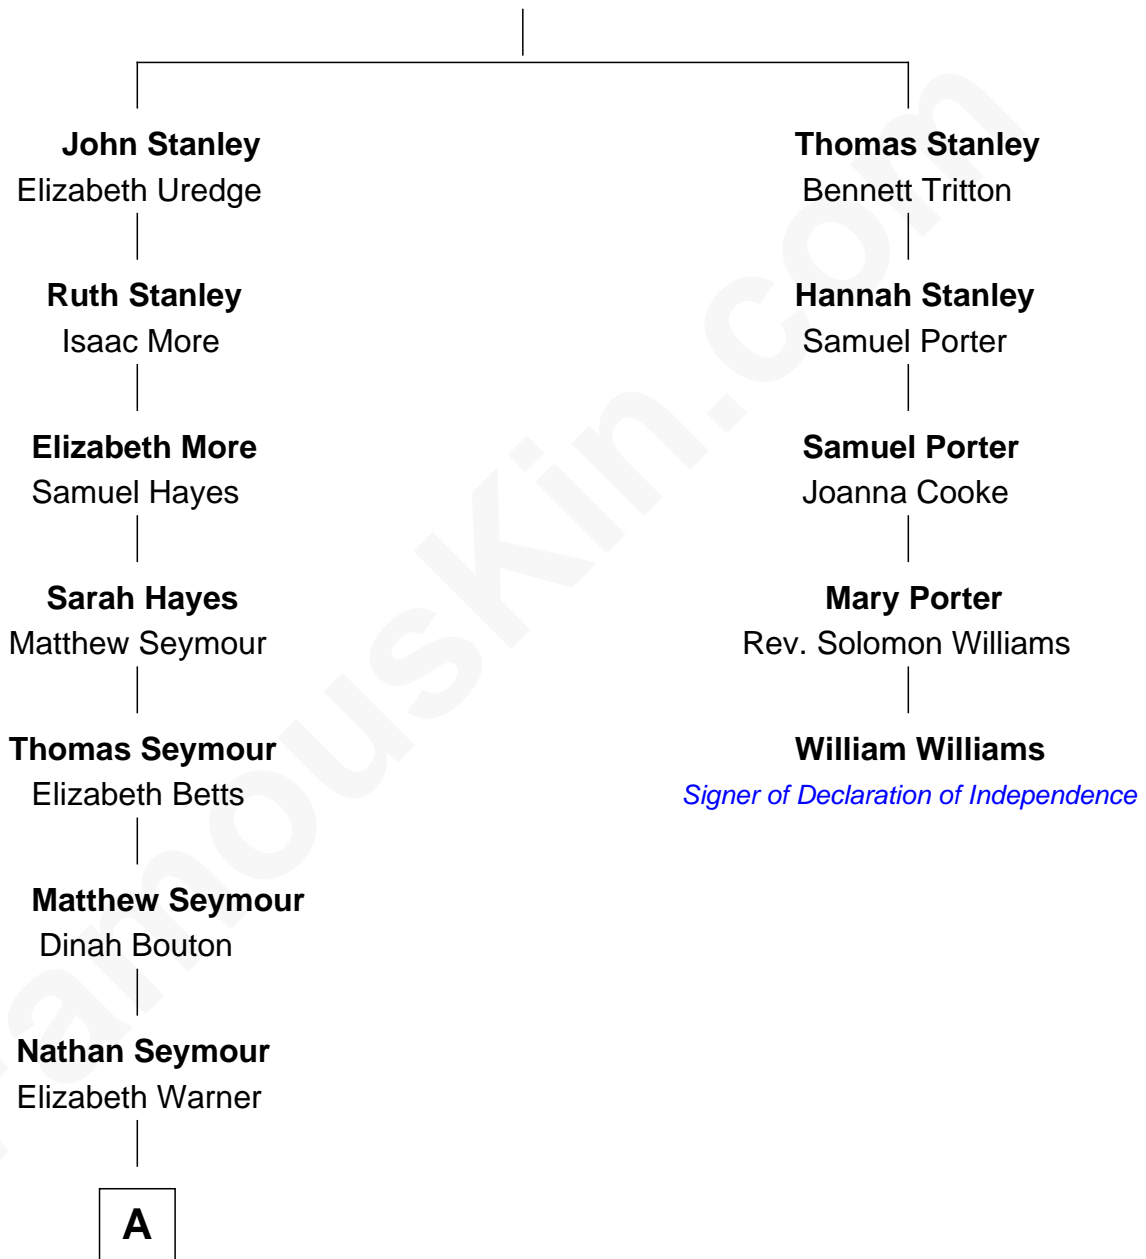 John Stanley
Elizabeth Uredge
Ruth Stanley
Isaac More
Elizabeth More
Samuel Hayes
Sarah Hayes
Matthew Seymour
Thomas Seymour
Elizabeth Betts
Matthew Seymour
Dinah Bouton
Nathan Seymour
Elizabeth Warner
A
Thomas Stanley
Bennett Tritton
Hannah Stanley
Samuel Porter
Samuel Porter
Joanna Cooke
Mary Porter
Rev. Solomon Williams
William Williams
Signer of Declaration of Independence
FamousKin.com